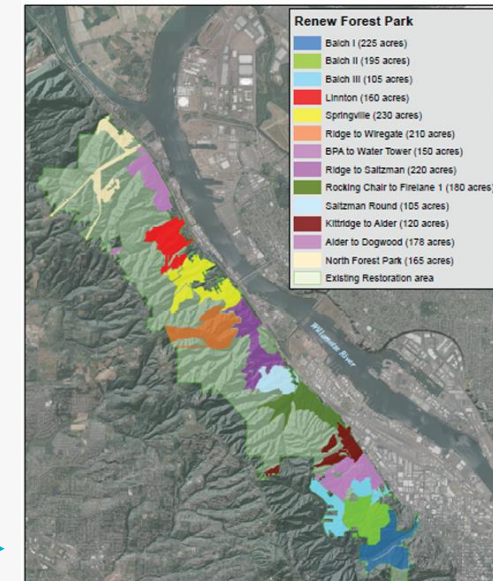 Renew Forest Park
Balch I (225 acres)
Balch II (195 acres)
Balch III (105 acres)
Linnton (160 acres)
Springville (230 acres)
Ridge to Wiregate (210 acres)
BPA to Water Tower (150 acres)
Ridge to Saltzman (220 acres)
Rocking Chair to Firelane 1 (180 acres)
Saltzman Round (105 acres)
Kittridge to Alder (120 acres)
Alder to Dogwood (178 acres)
North Forest Park (165 acres)
Existing Restoration area
Willamette River